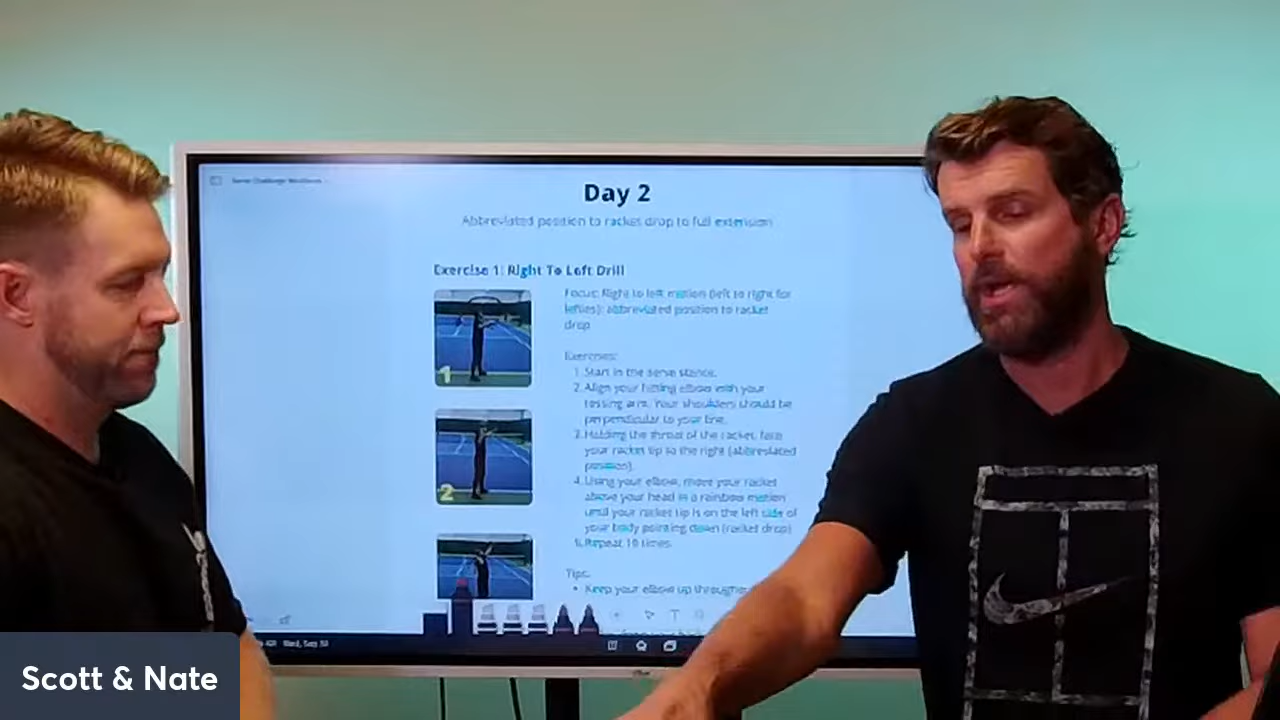 Serve Challenge Workbook
Day 2
Abbreviated position to racket drop to full extension
Exercise 1: Right To Left Drill
Focus: Right to left motion (left to right for
lefties): abbreviated position to racket
drop
Exercises:
1. Start in the serve stance.
2. Align your hitting elbow with your
tossing arm. Your shoulders should be
perpendicular to your line.
3. Holding the throat of the racket, face
your racket tip to the right (abbreviated
position).
4. Using your elbow, move your racket
above your head in a rainbow motion
until your racket tip is on the left side of
your body pointing down (racket drop)
5. Repeat 10 times.
Tips:
• Keep your elbow up
1
2
Scott & Nate